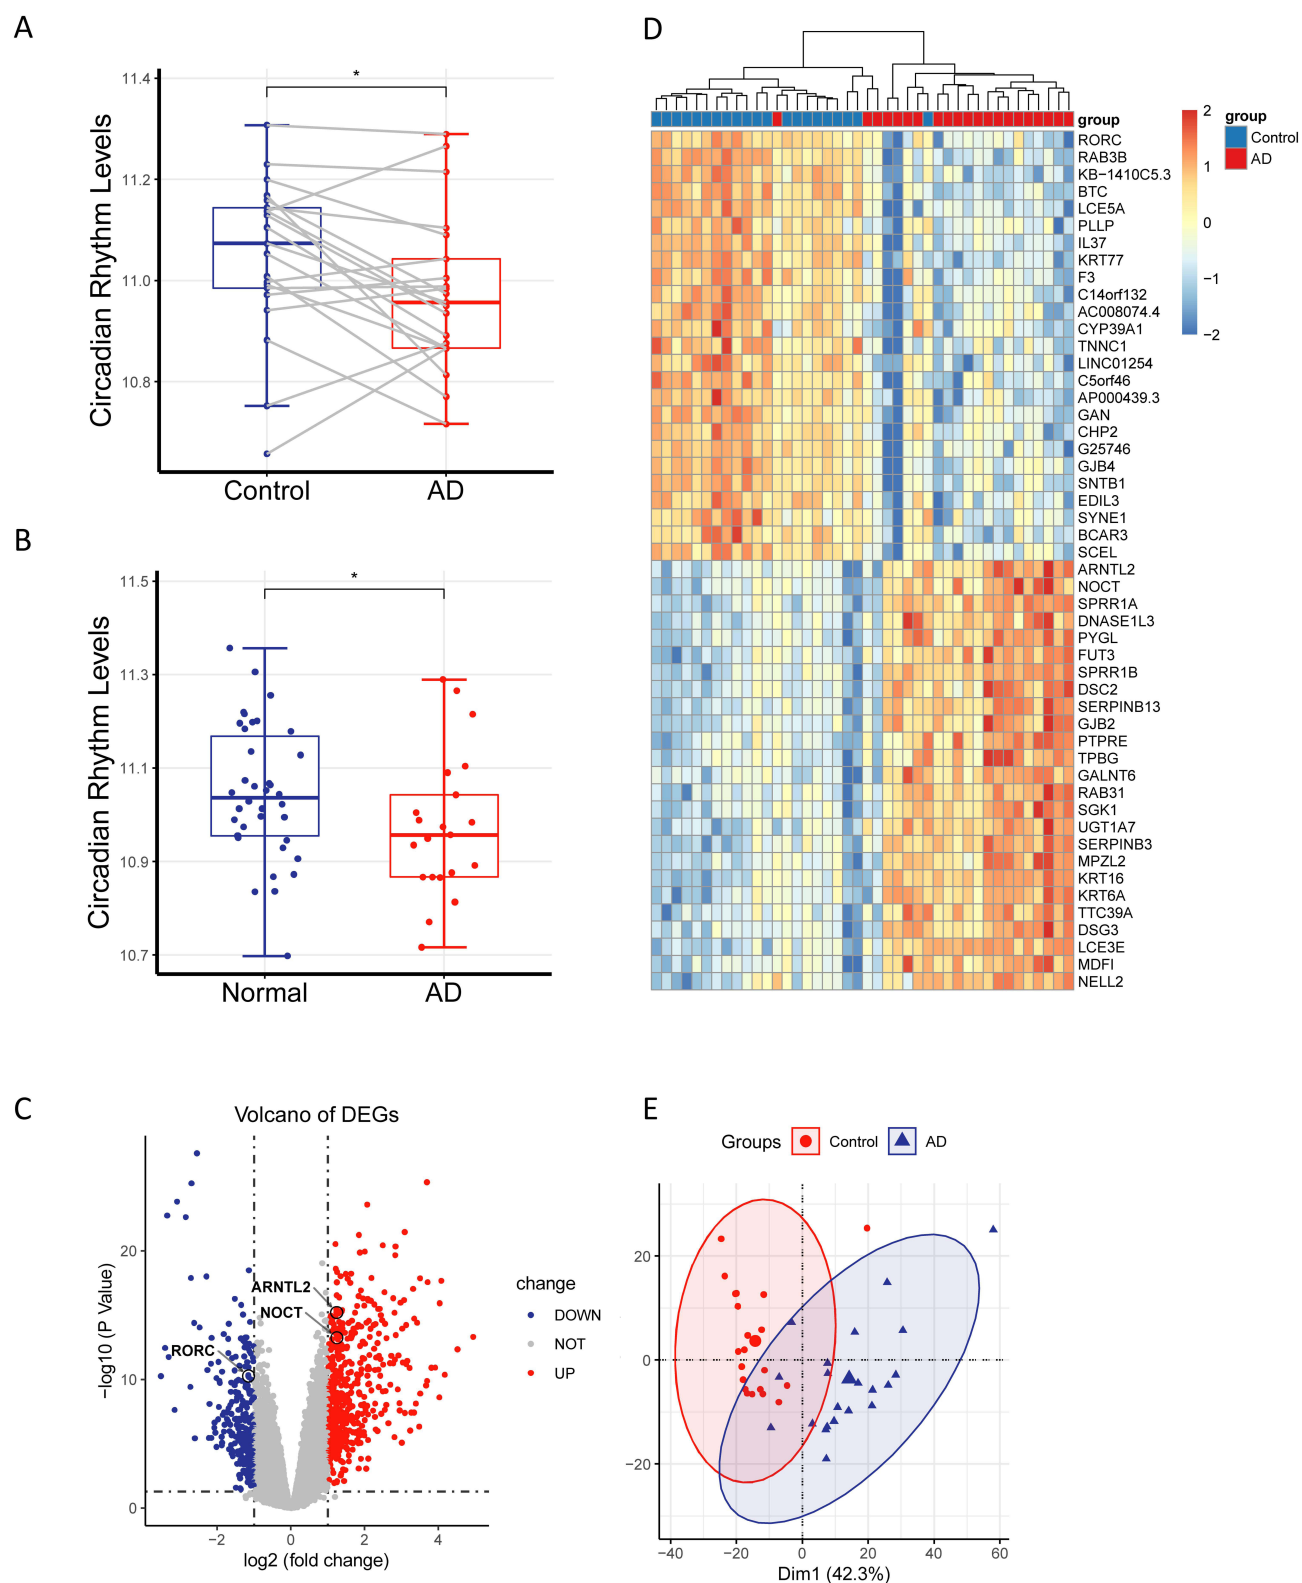 A
11.4
11.2
11.0
10.8
Circadian Rhythm Levels
*
Control
AD
B
11.5
11.3
11.1
10.9
10.7
Circadian Rhythm Levels
*
Normal
AD
C
Volcano of DEGs
20
10
0
−log10 (P Value)
ARNTL2
NOCT
RORC
−2
0
2
4
log2 (fold change)
change
DOWN
NOT
UP
D
group
RORC
RAB3B
KB−1410C5.3
BTC
LCE5A
PLLP
IL37
KRT77
F3
C14orf132
AC008074.4
CYP39A1
TNNC1
LINC01254
C5orf46
AP000439.3
GAN
CHP2
G25746
GJB4
SNTB1
EDIL3
SYNE1
BCAR3
SCEL
ARNTL2
NOCT
SPRR1A
DNASE1L3
PYGL
FUT3
SPRR1B
DSC2
SERPINB13
GJB2
PTPRE
TPBG
GALNT6
RAB31
SGK1
UGT1A7
SERPINB3
MPZL2
KRT16
KRT6A
TTC39A
DSG3
LCE3E
MDFI
NELL2
2
1
0
−1
−2
group
Control
AD
E
Groups
Control
AD
20
0
−20
−40
−20
0
20
40
60
Dim1 (42.3%)